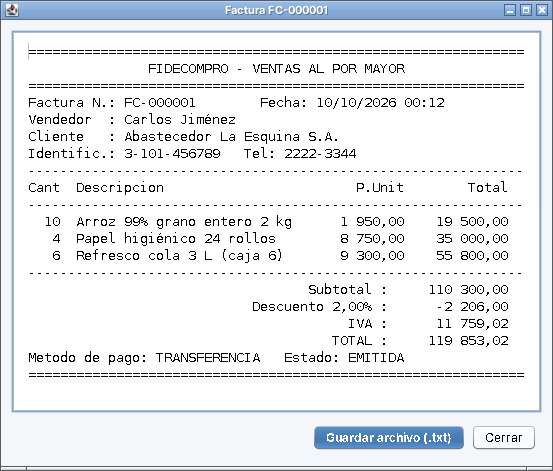 Factura FC-000001
================================================================
FIDECOMPRO - VENTAS AL POR MAYOR
================================================================
Factura N.: FC-000001        Fecha: 10/10/2026 00:12
Vendedor  : Carlos Jiménez
Cliente   : Abastecedor La Esquina S.A.
Identific.: 3-101-456789   Tel: 2222-3344
--------------------------------------------------------------
Cant  Descripcion                        P.Unit        Total
--------------------------------------------------------------
10  Arroz 99% grano entero 2 kg      1 950,00    19 500,00
4  Papel higiénico 24 rollos        8 750,00    35 000,00
6  Refresco cola 3 L (caja 6)       9 300,00    55 800,00
--------------------------------------------------------------
Subtotal :     110 300,00
Descuento 2,00% :      -2 206,00
IVA :      11 759,02
TOTAL :     119 853,02
Metodo de pago: TRANSFERENCIA   Estado: EMITIDA
================================================================
Guardar archivo (.txt)
Cerrar